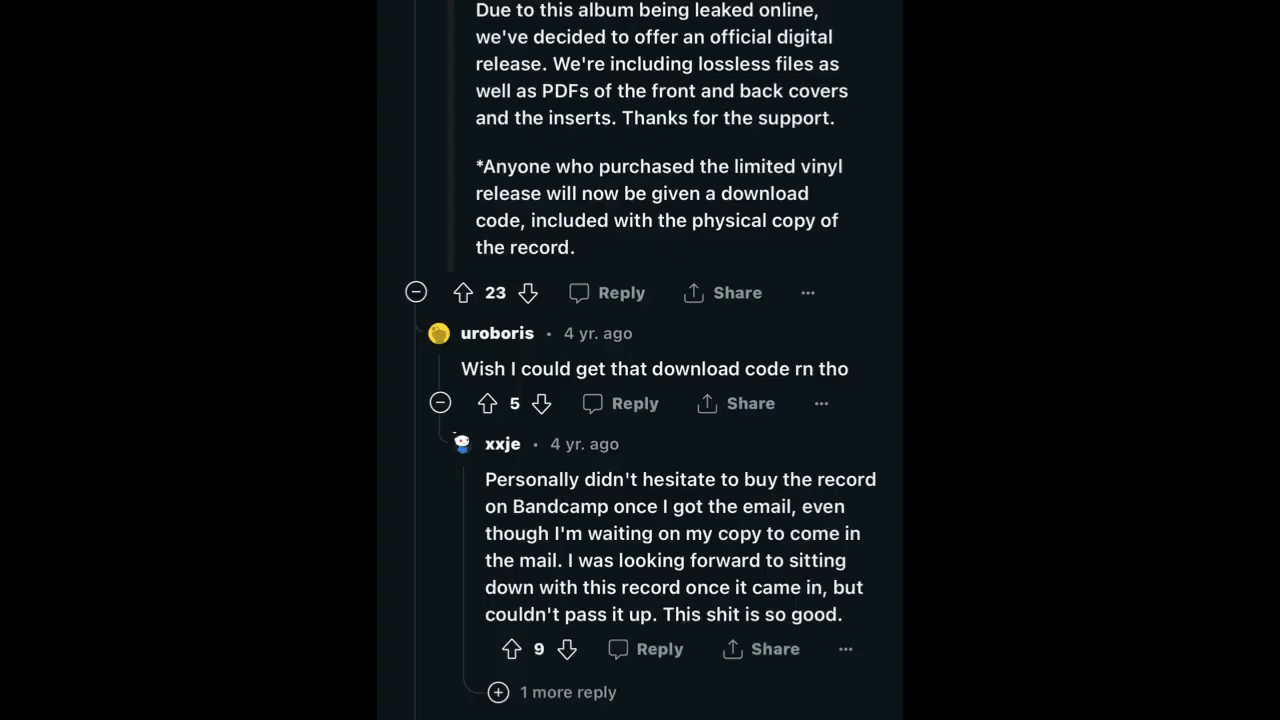 Due to this album being leaked online,
we've decided to offer an official digital
release. We're including lossless files as
well as PDFs of the front and back covers
and the inserts. Thanks for the support.
*Anyone who purchased the limited vinyl
release will now be given a download
code, included with the physical copy of
the record.
23 Reply Share
uroboris • 4 yr. ago
Wish I could get that download code rn tho
5 Reply Share
xxje • 4 yr. ago
Personally didn't hesitate to buy the record
on Bandcamp once I got the email, even
though I'm waiting on my copy to come in
the mail. I was looking forward to sitting
down with this record once it came in, but
couldn't pass it up. This shit is so good.
9 Reply Share
1 more reply